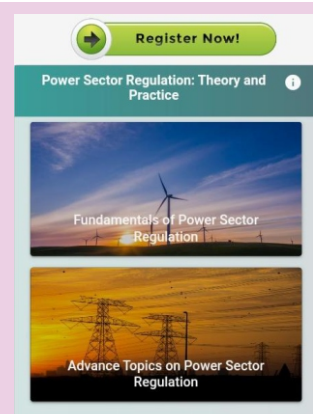 Register Now!
Power Sector Regulation: Theory and
Practice
Fundamentals of Power Sector
Regulation
Advance Topics on Power Sector
Regulation